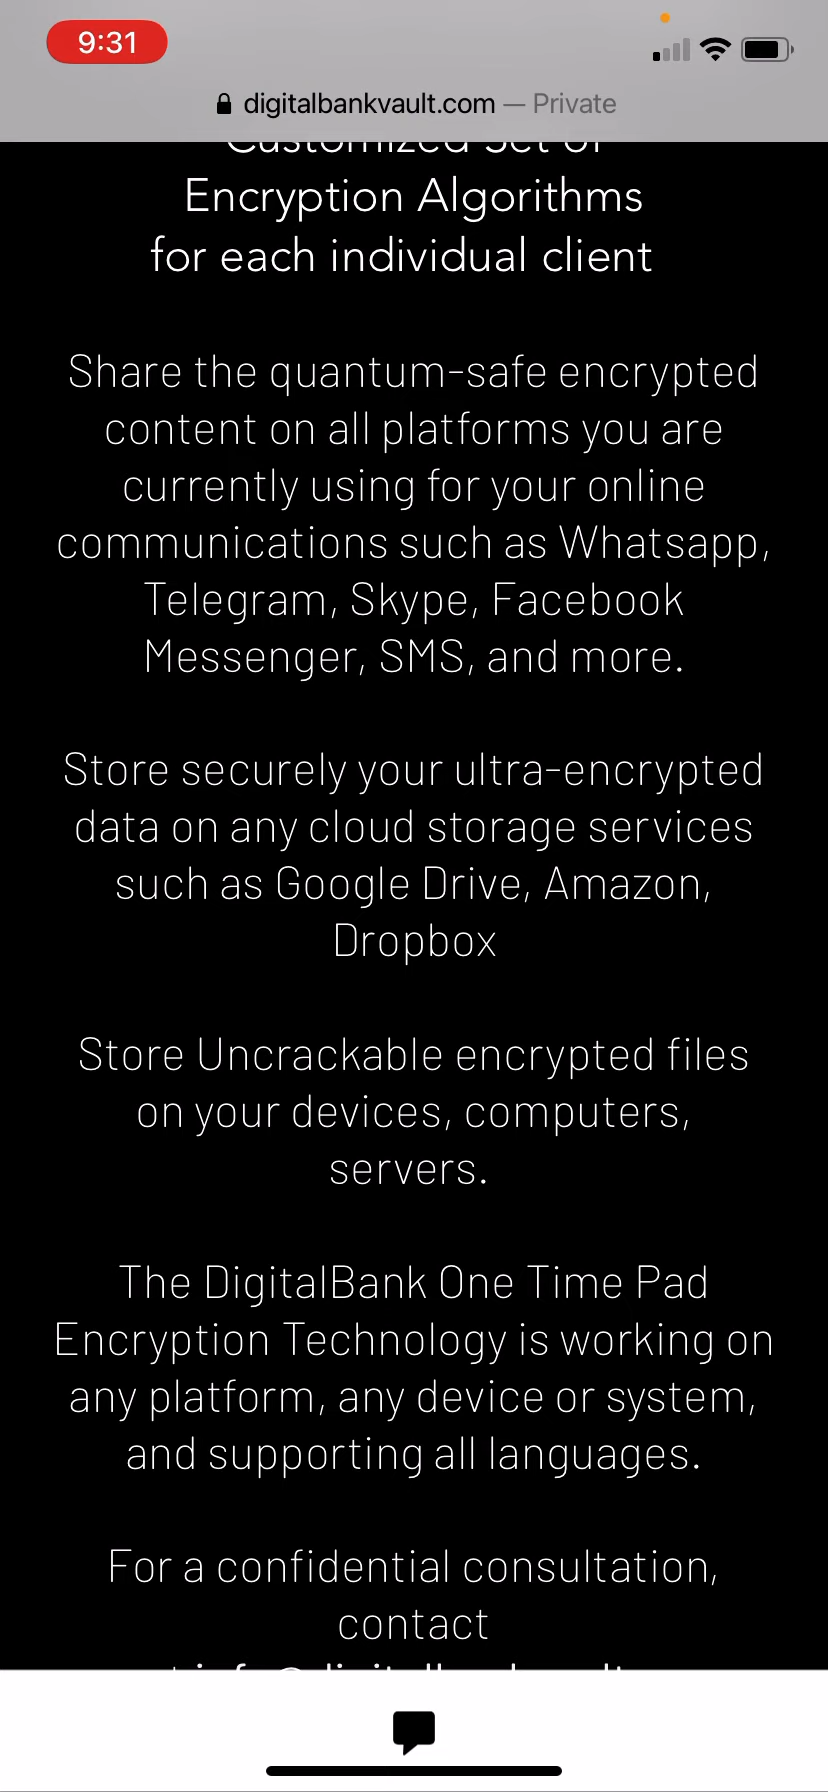 9:31
digitalbankvault.com — Private
Customized Set of
Encryption Algorithms
for each individual client
Share the quantum-safe encrypted
content on all platforms you are
currently using for your online
communications such as Whatsapp,
Telegram, Skype, Facebook
Messenger, SMS, and more.
Store securely your ultra-encrypted
data on any cloud storage services
such as Google Drive, Amazon,
Dropbox
Store Uncrackable encrypted files
on your devices, computers,
servers.
The DigitalBank One Time Pad
Encryption Technology is working on
any platform, any device or system,
and supporting all languages.
For a confidential consultation,
contact